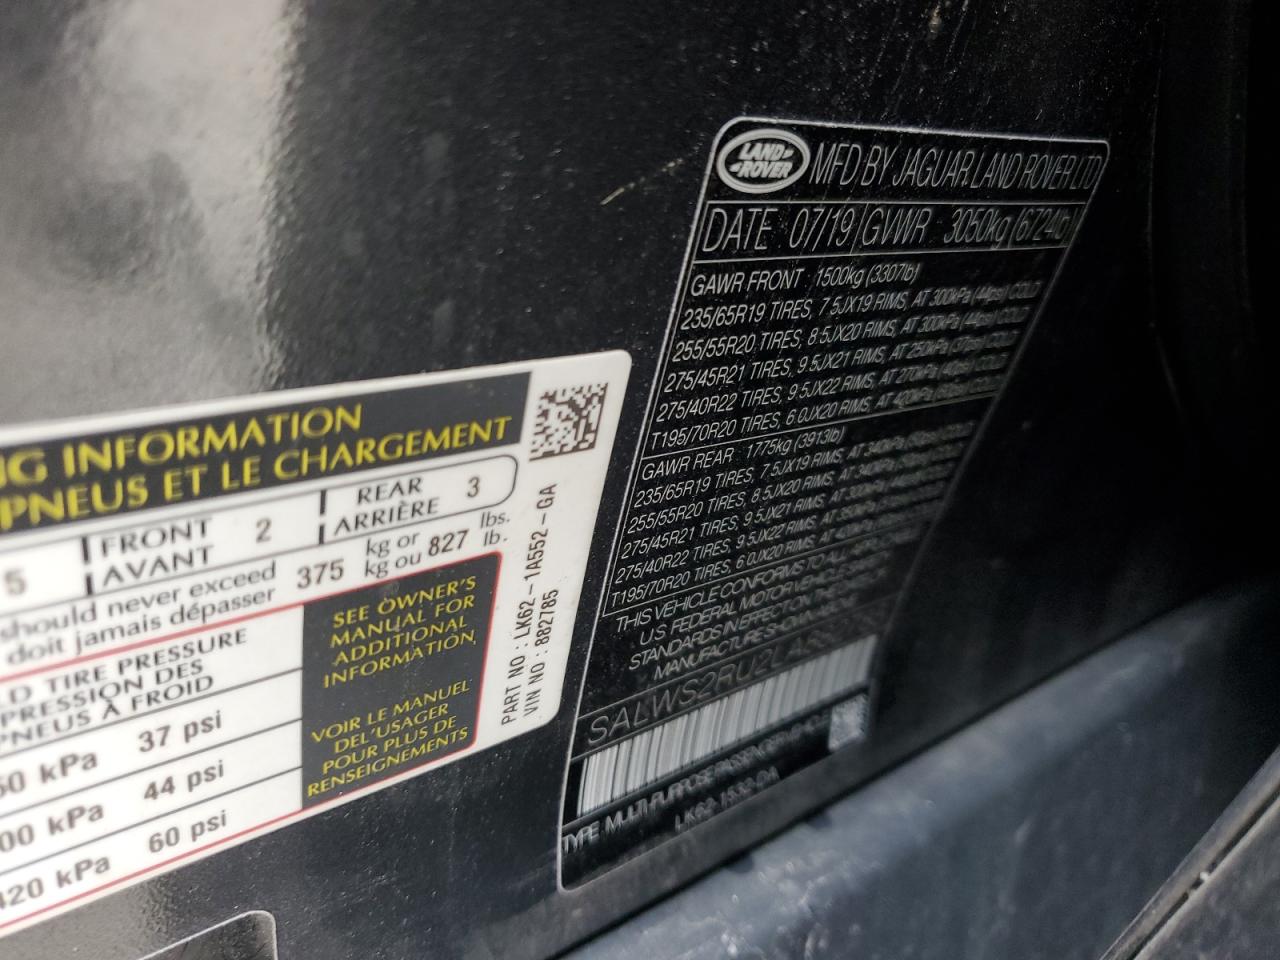 NG INFORMATION
PNEUS ET LE CHARGEMENT
5 FRONT AVANT 2 REAR ARRIÈRE 3
should never exceed 375 kg or 827 lbs.
doit jamais dépasser kg ou lb.
LD TIRE PRESSURE
PRESSION DES
PNEUS À FROID
50 kPa 37 psi
00 kPa 44 psi
420 kPa 60 psi
SEE OWNER'S
MANUAL FOR
ADDITIONAL
INFORMATION,
VOIR LE MANUEL
DEL'USAGER
POUR PLUS DE
RENSEIGNEMENTS
PART NO : LK62-1A552-GA
VIN NO : 882785
LAND ROVER
MFD BY JAGUAR LAND ROVER LTD
DATE 07/19 GVWR 3050kg (6724lb)
GAWR FRONT : 1500kg (3307lb)
235/65R19 TIRES, 7.5JX19 RIMS, AT 300kPa (44psi) COLD
255/55R20 TIRES, 8.5JX20 RIMS, AT 300kPa (44psi) COLD
275/45R21 TIRES, 9.5JX21 RIMS, AT 250kPa (37psi) COLD
275/40R22 TIRES, 9.5JX22 RIMS, AT 270kPa COLD
T195/70R20 TIRES, 6.0JX20 RIMS, AT 420kPa COLD
GAWR REAR : 1775kg (3913lb)
235/65R19 TIRES, 7.5JX19 RIMS, AT 340kPa
255/55R20 TIRES, 8.5JX20 RIMS, AT 340kPa
275/45R21 TIRES, 9.5JX21 RIMS, AT 300kPa
275/40R22 TIRES, 9.5JX22 RIMS, AT
T195/70R20 TIRES, 6.0JX20 RIMS, AT
THIS VEHICLE CONFORMS TO ALL APPLICABLE
U.S. FEDERAL MOTOR VEHICLE
STANDARDS IN EFFECT ON THE
MANUFACTURE SHOWN
TYPE: MULTI-PURPOSE PASSENGER VEHICLE
LK62-1532-DA